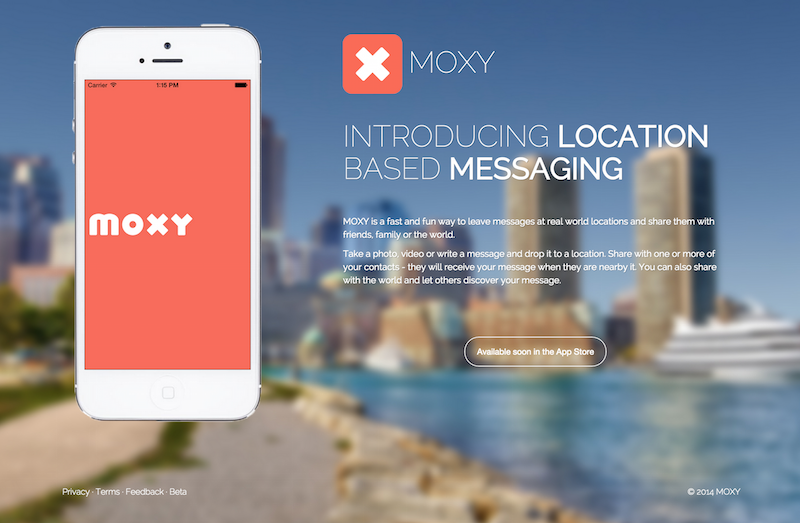 Carrier 1:15 PM
MOXY
MOXY
INTRODUCING LOCATION
BASED MESSAGING
MOXY is a fast and fun way to leave messages at real world locations and share them with
friends, family or the world.
Take a photo, video or write a message and drop it to a location. Share with one or more of
your contacts - they will receive your message when they are nearby it. You can also share
with the world and let others discover your message.
Available soon in the App Store
Privacy · Terms · Feedback · Beta
© 2014 MOXY